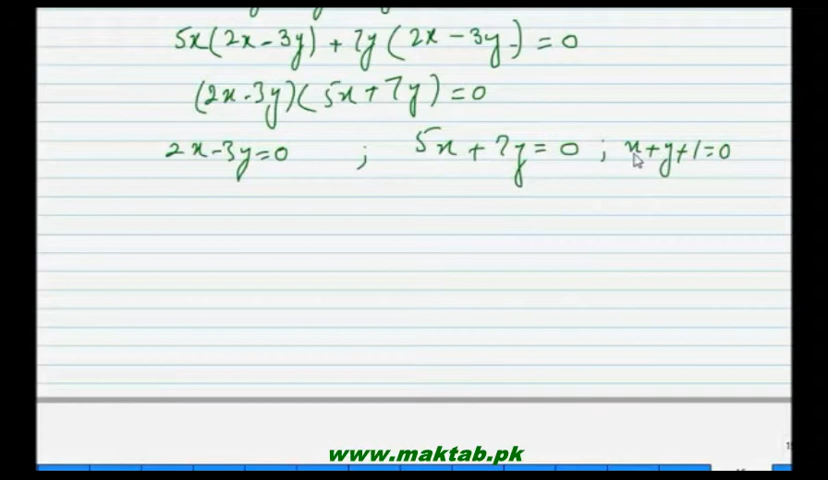 5x(2x-3y)+7y(2x-3y)=0
(2x-3y)(5x+7y)=0
2x-3y=0 ; 5x+7y=0 ; x+y+1=0
www.maktab.pk